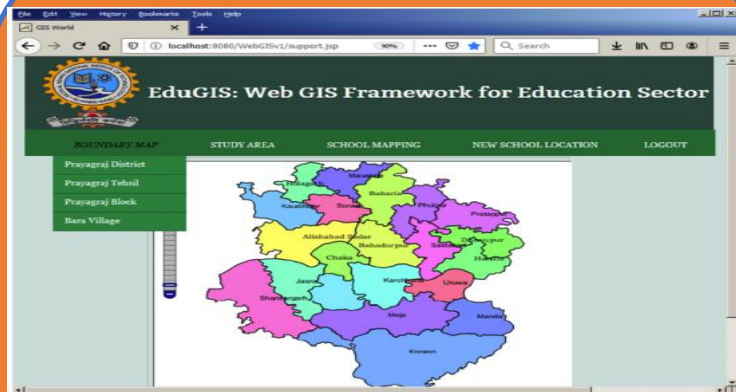 File Edit View History Bookmarks Tools Help
GIS World
localhost:8080/WebGISv1/support.jsp 90% Search
EduGIS: Web GIS Framework for Education Sector
BOUNDARY MAP STUDY AREA SCHOOL MAPPING NEW SCHOOL LOCATION LOGOUT
Prayagraj District
Prayagraj Tehsil
Prayagraj Block
Bara Village
Holagarh
Baharia
Kaurihar
Soraon
Phulpur
Pratappur
Allahabad Sadar
Bahadurpur
Saidabad
Dhanupur
Handia
Chaka
Jasra
Karchhana
Uruwa
Shankargarh
Meja
Manda
Koraon